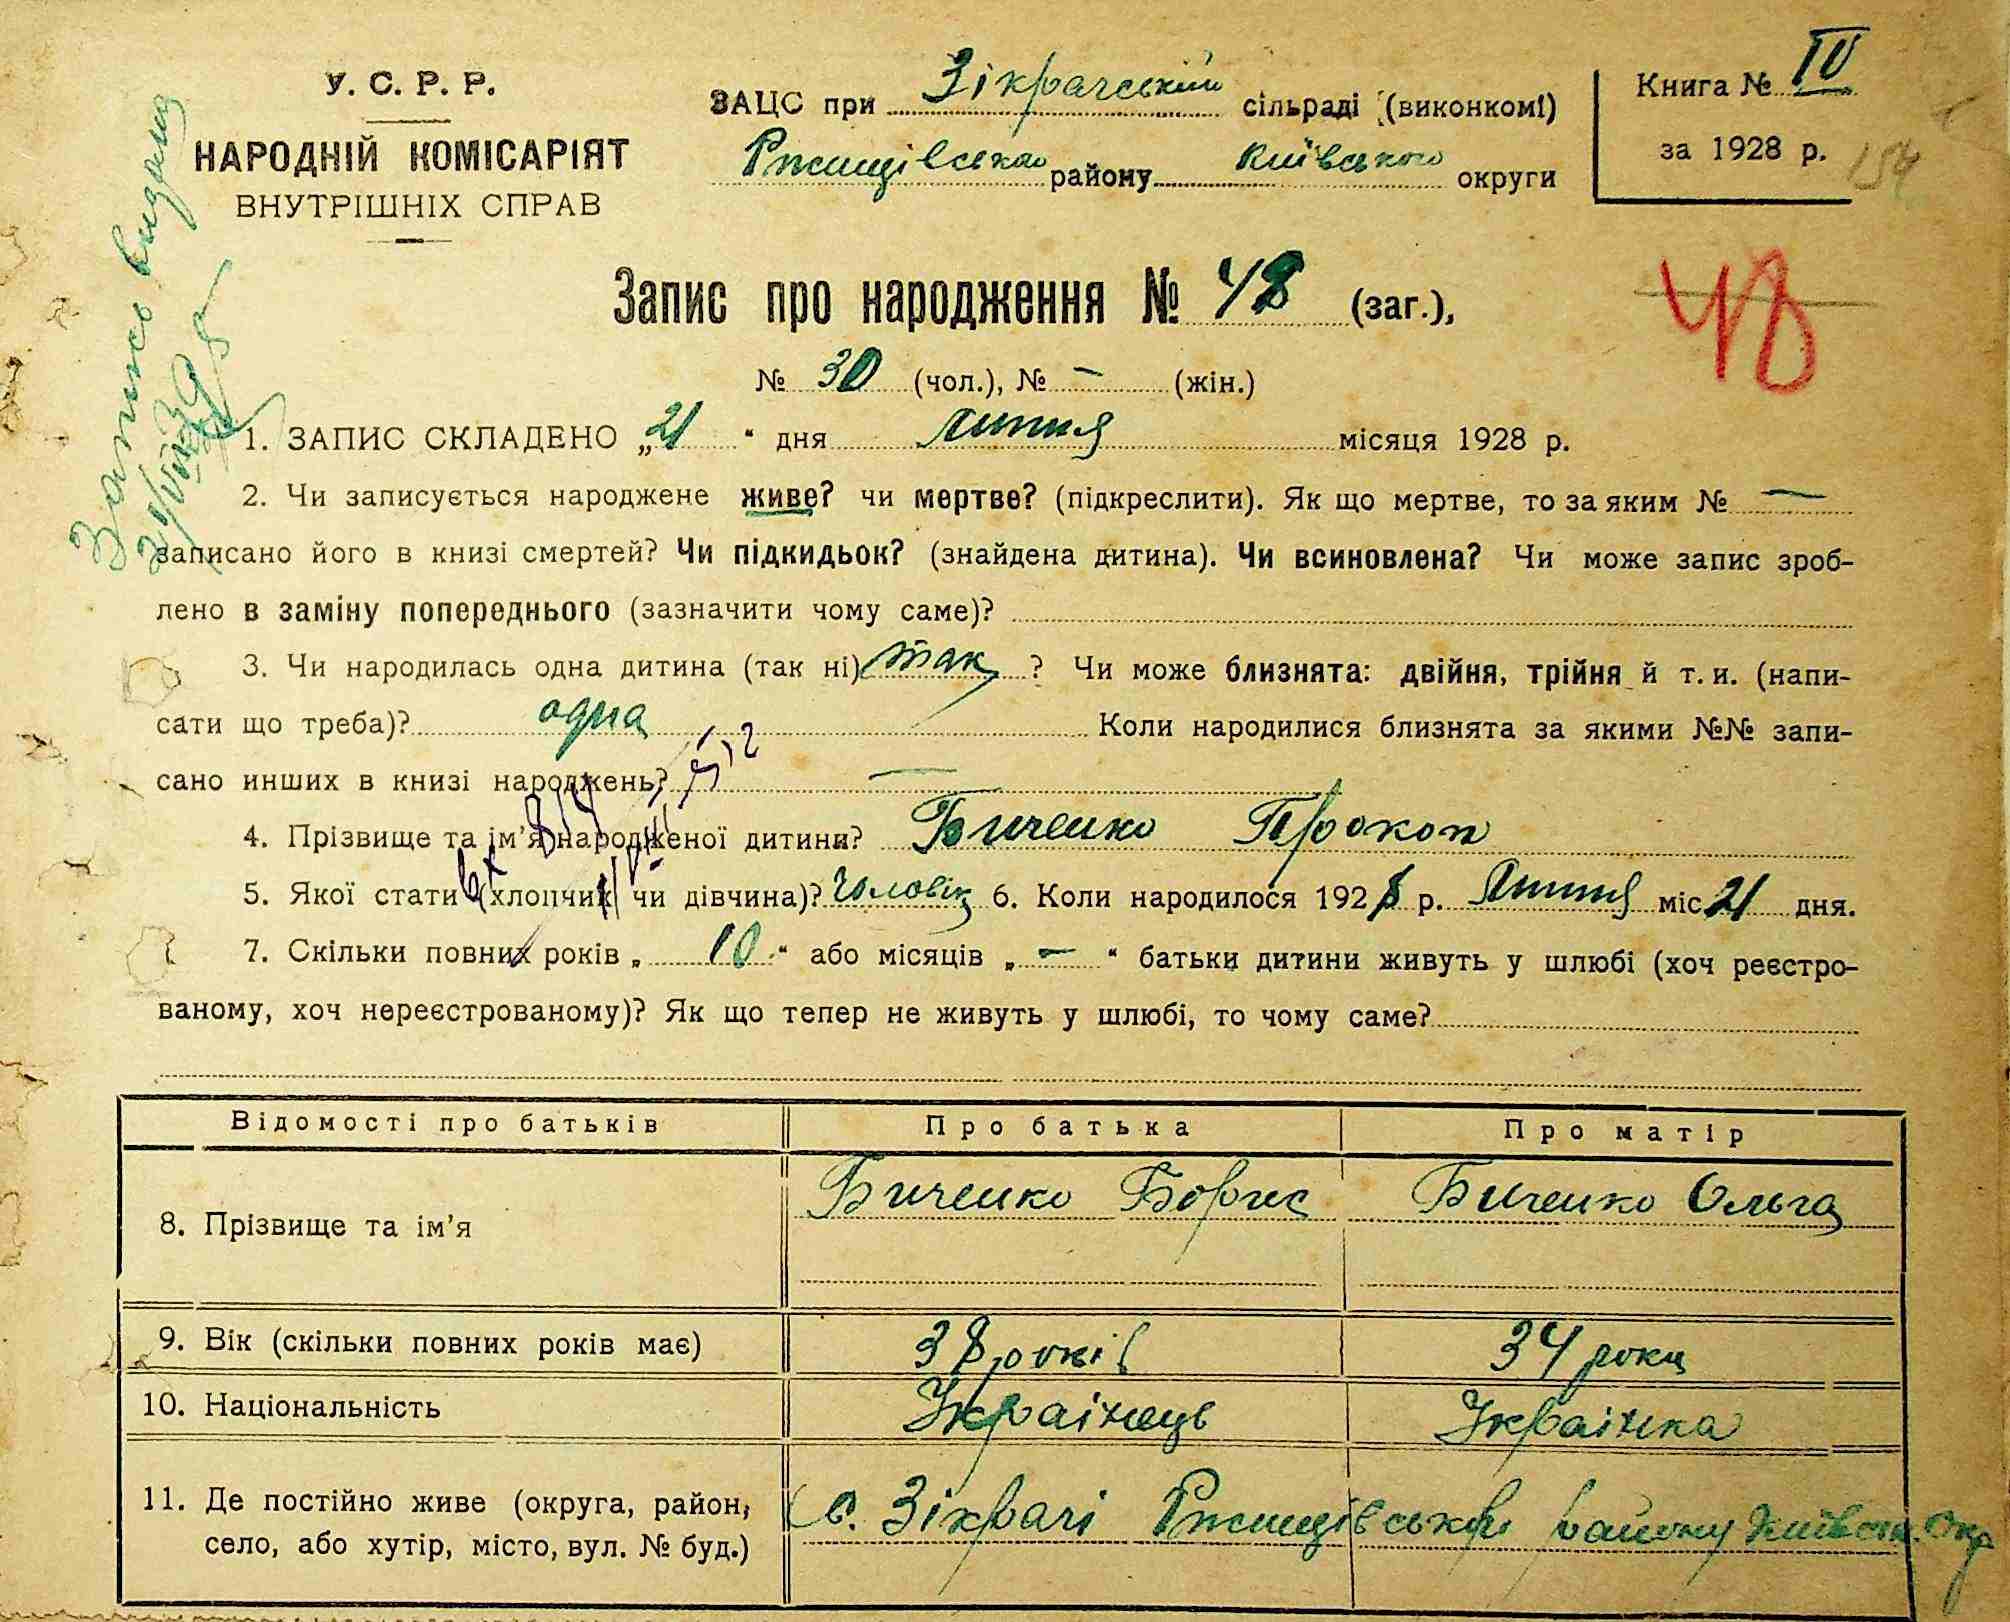 У. С. Р. Р.
НАРОДНІЙ КОМІСАРІЯТ
ВНУТРІШНІХ СПРАВ
ЗАЦС при Зікрачський сільраді (виконкомі)
Ржищівського району Київського округи
Книга № IV
за 1928 р.
154
Запис видана
Запис про народження № 48 (заг.),
48
№ 30 (чол.), № — (жін.)
1. ЗАПИС СКЛАДЕНО „21“ дня липня місяця 1928 р.
2. Чи записується народжене живе? чи мертве? (підкреслити). Як що мертве, то за яким № —
записано його в книзі смертей? Чи підкидьок? (знайдена дитина). Чи всиновлена? Чи може запис зроб-
лено в заміну попереднього (зазначити чому саме)?
3. Чи народилась одна дитина (так ні) так ? Чи може близнята: двійня, трійня й т. и. (напи-
сати що треба)? одна Коли народилися близнята за якими №№ запи-
сано инших в книзі народжень? —
4. Прізвище та ім’я народженої дитини? Биченко Прокоп
5. Якої стати (хлопчик чи дівчина)? Чоловік 6. Коли народилося 1928 р. Липня міс 21 дня.
7. Скільки повних років „ 10 “ або місяців „ — “ батьки дитини живуть у шлюбі (хоч реєстро-
ваному, хоч нереєстрованому)? Як що тепер не живуть у шлюбі, то чому саме?
Відомості про батьків Про батька Про матір
8. Прізвище та ім’я Биченко Борис Биченко Ольга
9. Вік (скільки повних років має) 38 років 34 роки
10. Національність Українець Українка
11. Де постійно живе (округа, район, с. Зікрачі Ржищівського району Київськ. Окр
село, або хутір, місто, вул. № буд.)